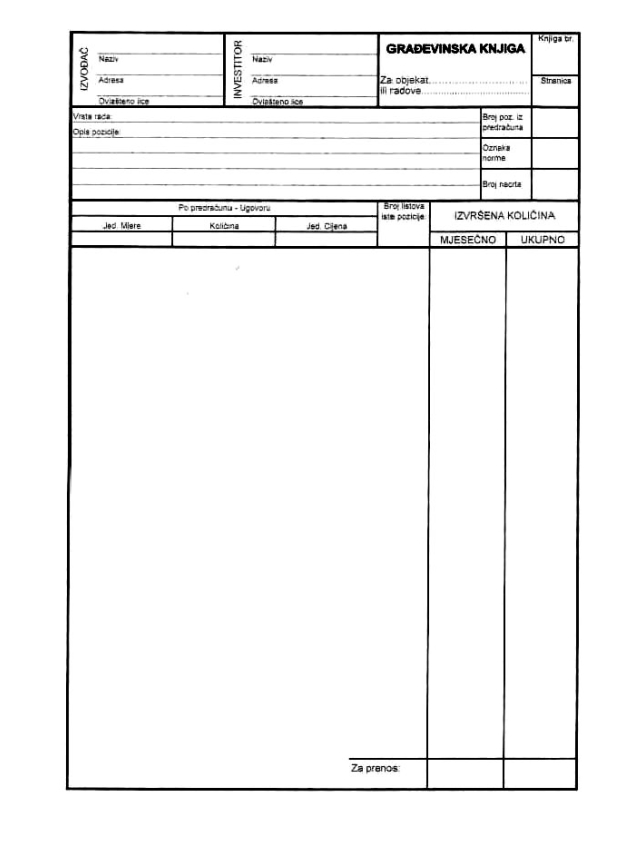 IZVOĐAČ
Naziv
Adresa
Ovlašteno lice
INVESTITOR
Naziv
Adresa
Ovlašteno lice
GRAĐEVINSKA KNJIGA
Za: objekat
ili radove
Knjiga br.
Stranica
Vrsta rada:
Opis pozicije:
Broj poz. iz
predračuna
Oznaka
norme
Broj nacrta
Po predračunu - Ugovoru
Jed. Mjere
Količina
Jed. Cijena
Broj listova
iste pozicije:
IZVRŠENA KOLIČINA
MJESEČNO
UKUPNO
Za prenos: